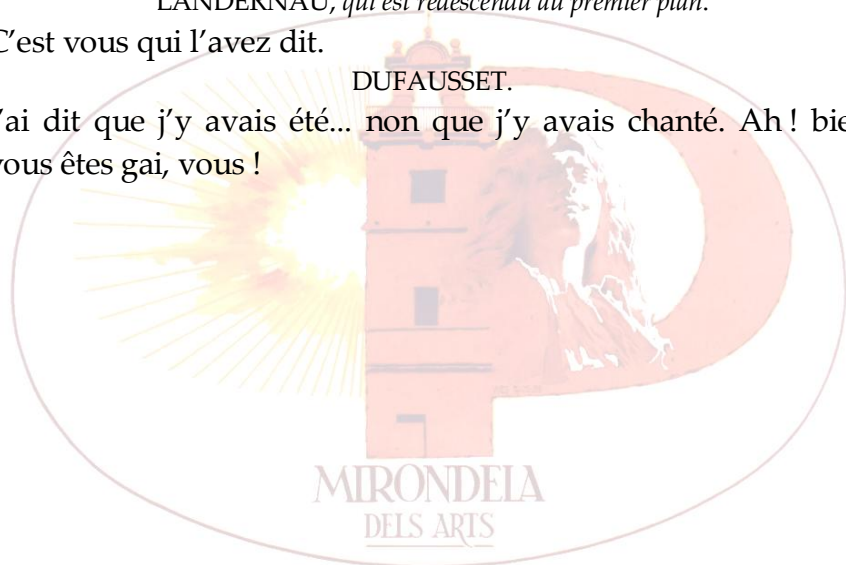 LANDERNAU, qui est redescendu au premier plan.
C’est vous qui l’avez dit.
DUFAUSSET.
’ai dit que j’y avais été... non que j’y avais chanté. Ah ! bie
vous êtes gai, vous !
MIRONDELA
DELS ARTS